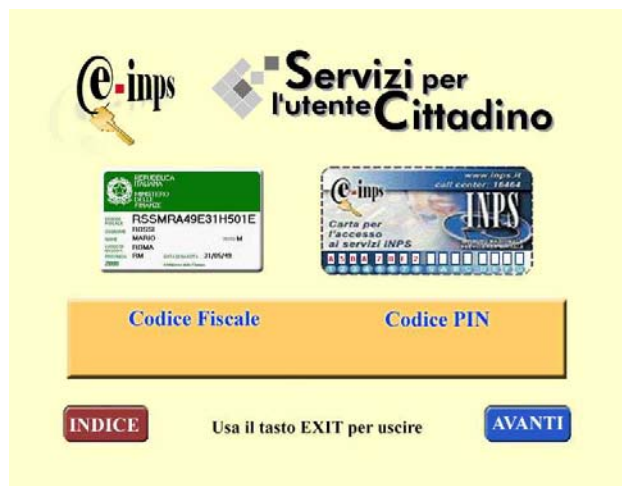 e-inps
Servizi per
l'utente Cittadino
REPUBBLICA
ITALIANA
MINISTERO
DELLE
FINANZE
RSSMRA49E31H501E
ROSSI
MARIO M
ROMA
RM 31/05/49
2000
www.inps.it
call center: 16464
e-inps
INPS
Carta per
l'accesso
ai servizi INPS
Codice Fiscale Codice PIN
INDICE Usa il tasto EXIT per uscire AVANTI